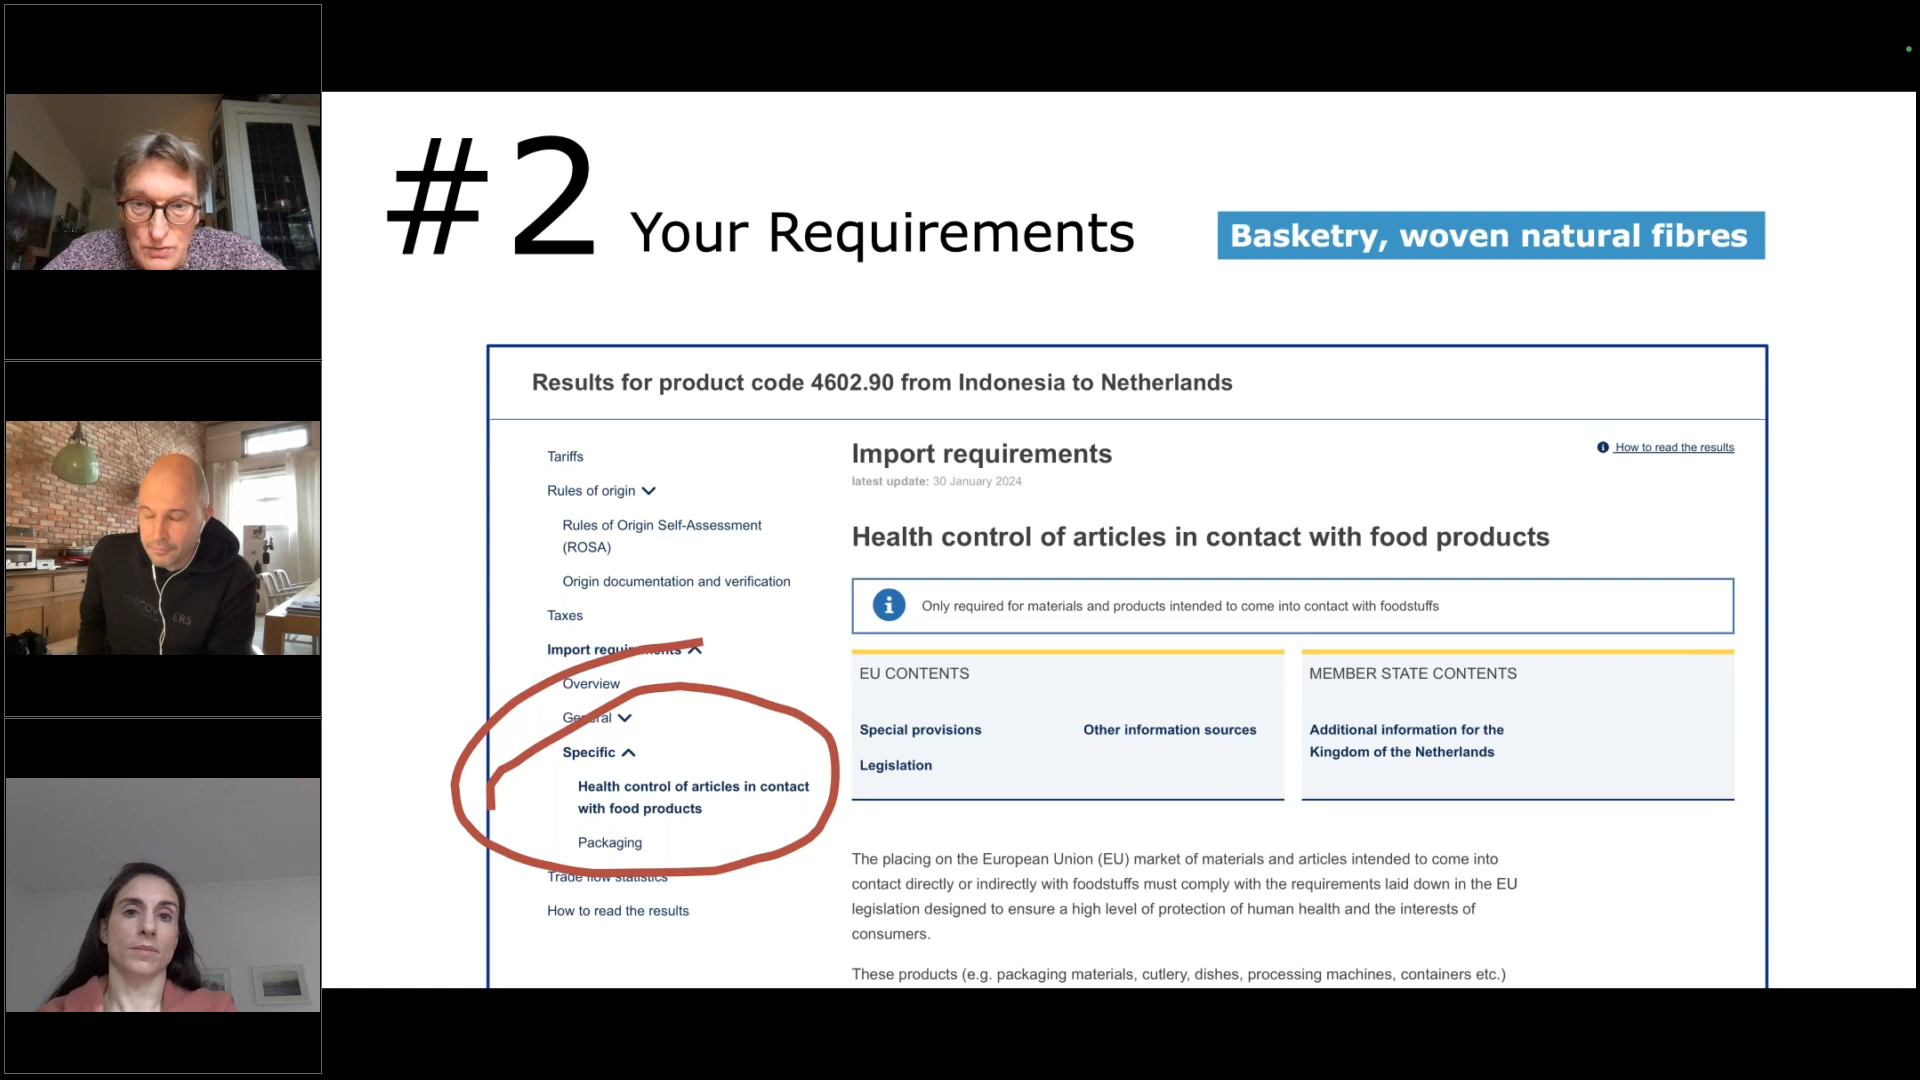 #2 Your Requirements
Basketry, woven natural fibres
Results for product code 4602.90 from Indonesia to Netherlands
Tariffs
Rules of origin
Rules of Origin Self-Assessment
(ROSA)
Origin documentation and verification
Taxes
Import requirements
Overview
General
Specific
Health control of articles in contact
with food products
Packaging
Trade flow statistics
How to read the results
Import requirements
How to read the results
latest update: 30 January 2024
Health control of articles in contact with food products
Only required for materials and products intended to come into contact with foodstuffs
EU CONTENTS
Special provisions
Other information sources
Legislation
MEMBER STATE CONTENTS
Additional information for the
Kingdom of the Netherlands
The placing on the European Union (EU) market of materials and articles intended to come into
contact directly or indirectly with foodstuffs must comply with the requirements laid down in the EU
legislation designed to ensure a high level of protection of human health and the interests of
consumers.
These products (e.g. packaging materials, cutlery, dishes, processing machines, containers etc.)